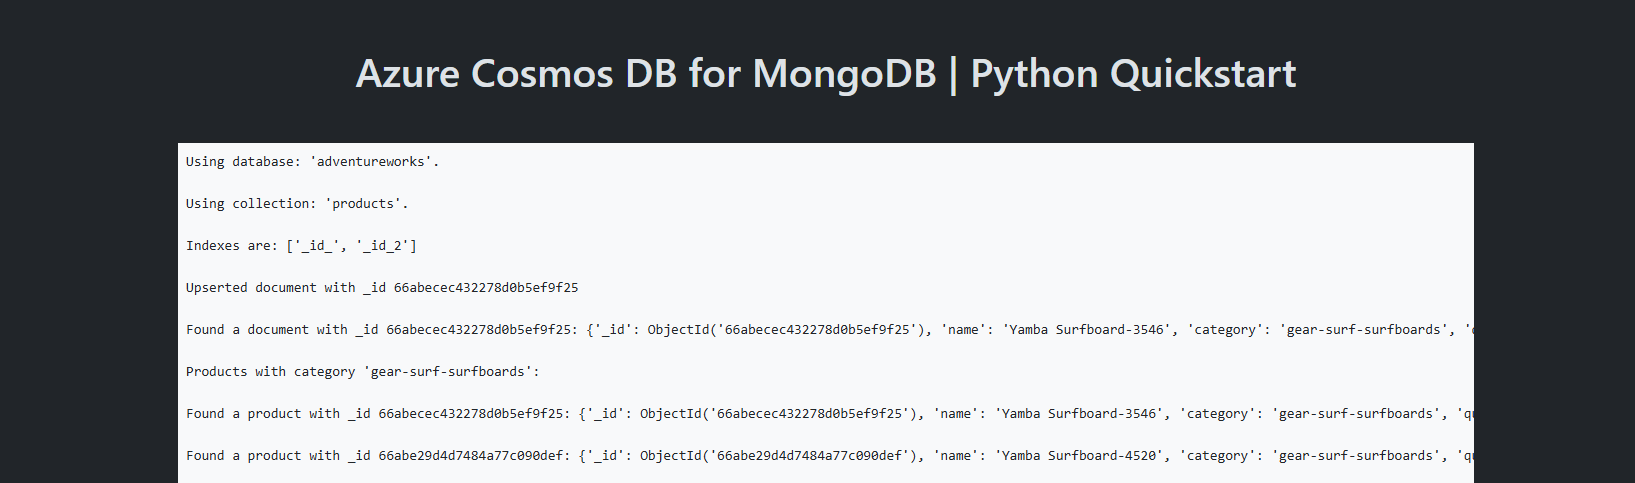 Azure Cosmos DB for MongoDB | Python Quickstart
Using database: 'adventureworks'.
Using collection: 'products'.
Indexes are: ['_id_', '_id_2']
Upserted document with _id 66abecec432278d0b5ef9f25
Found a document with _id 66abecec432278d0b5ef9f25: {'_id': ObjectId('66abecec432278d0b5ef9f25'), 'name': 'Yamba Surfboard-3546', 'category': 'gear-surf-surfboards',
Products with category 'gear-surf-surfboards':
Found a product with _id 66abecec432278d0b5ef9f25: {'_id': ObjectId('66abecec432278d0b5ef9f25'), 'name': 'Yamba Surfboard-3546', 'category': 'gear-surf-surfboards',
Found a product with _id 66abe29d4d7484a77c090def: {'_id': ObjectId('66abe29d4d7484a77c090def'), 'name': 'Yamba Surfboard-4520', 'category': 'gear-surf-surfboards',